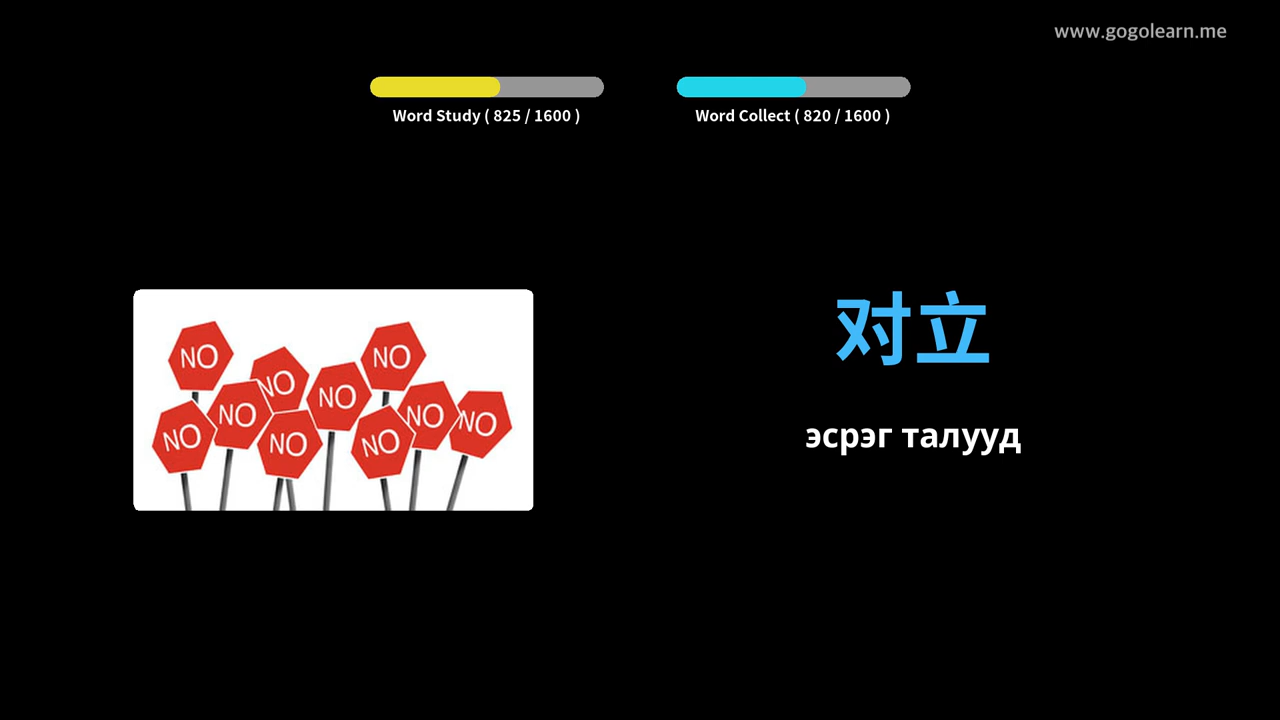 www.gogolearn.me
Word Study ( 825 / 1600 )
Word Collect ( 820 / 1600 )
NO
NO
NO
NO
NO
NO
NO
NO
NO
NO
对立
эсрэг талууд